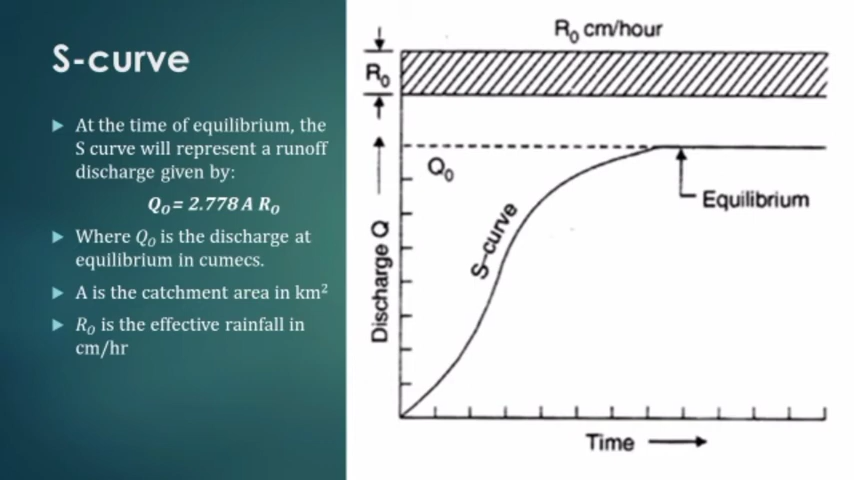 S-curve
At the time of equilibrium, the
S curve will represent a runoff
discharge given by:
Q₀ = 2.778 A R₀
Where Q₀ is the discharge at
equilibrium in cumecs.
A is the catchment area in km²
R₀ is the effective rainfall in
cm/hr
R₀ cm/hour
R₀
Q₀
Equilibrium
S-curve
Discharge Q
Time